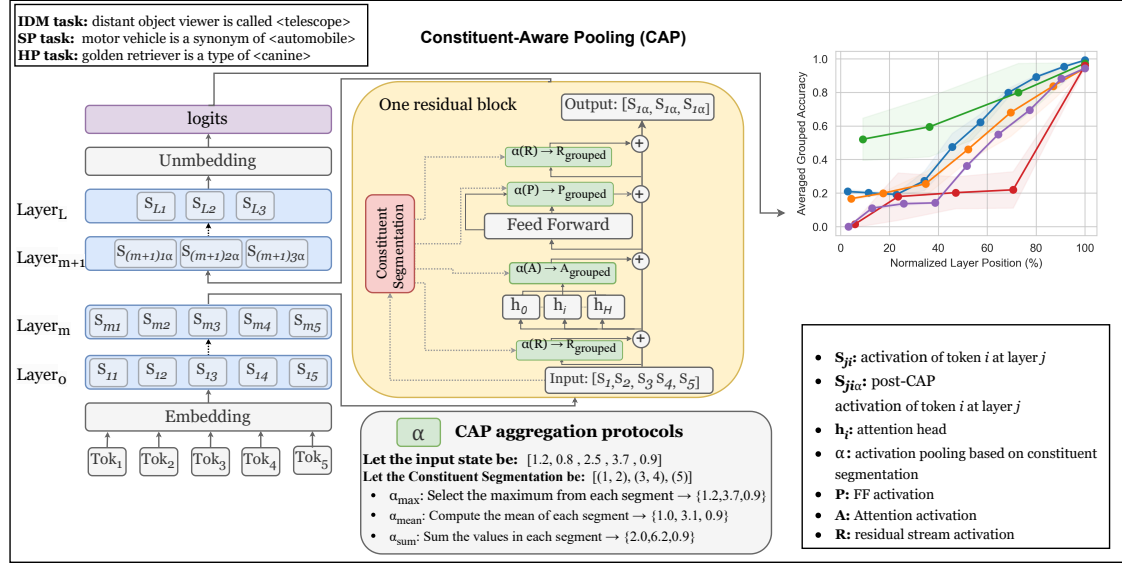 IDM task: distant object viewer is called <telescope>
SP task: motor vehicle is a synonym of <automobile>
HP task: golden retriever is a type of <canine>
Constituent-Aware Pooling (CAP)
logits
Unmbedding
Layer_L
S_L1 S_L2 S_L3
Layer_m+1
S_(m+1)1α S_(m+1)2α S_(m+1)3α
Layer_m
S_m1 S_m2 S_m3 S_m4 S_m5
Layer_0
S_11 S_12 S_13 S_14 S_15
Embedding
Tok_1 Tok_2 Tok_3 Tok_4 Tok_5
One residual block
Output: [S_1α, S_1α, S_1α]
+
α(R) → R_grouped
α(P) → P_grouped
+
Feed Forward
Constituent
Segmentation
+
α(A) → A_grouped
h_0 h_i h_H
+
α(R) → R_grouped
Input: [S_1,S_2, S_3 S_4, S_5]
α CAP aggregation protocols
Let the input state be: [1.2, 0.8 , 2.5 , 3.7 , 0.9]
Let the Constituent Segmentation be: [(1, 2), (3, 4), (5)]
• α_max: Select the maximum from each segment → {1.2,3.7,0.9}
• α_mean: Compute the mean of each segment → {1.0, 3.1, 0.9}
• α_sum: Sum the values in each segment → {2.0,6.2,0.9}
Averaged Grouped Accuracy
1.0
0.8
0.6
0.4
0.2
0.0
0 20 40 60 80 100
Normalized Layer Position (%)
• S_ji: activation of token i at layer j
• S_jiα: post-CAP
activation of token i at layer j
• h_i: attention head
• α: activation pooling based on constituent
segmentation
• P: FF activation
• A: Attention activation
• R: residual stream activation